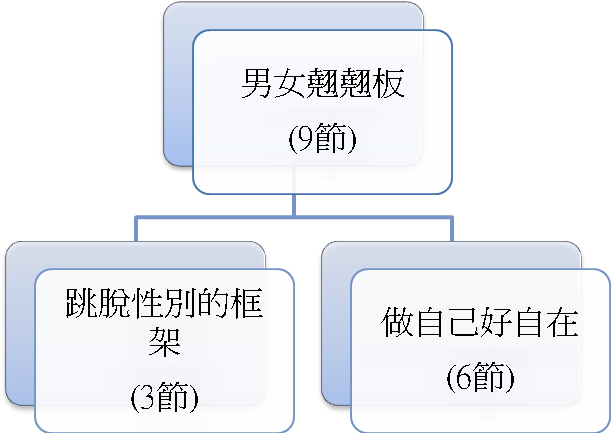 男女翹翹板
(9節)
跳脫性別的框
架
(3節)
做自己好自在
(6節)